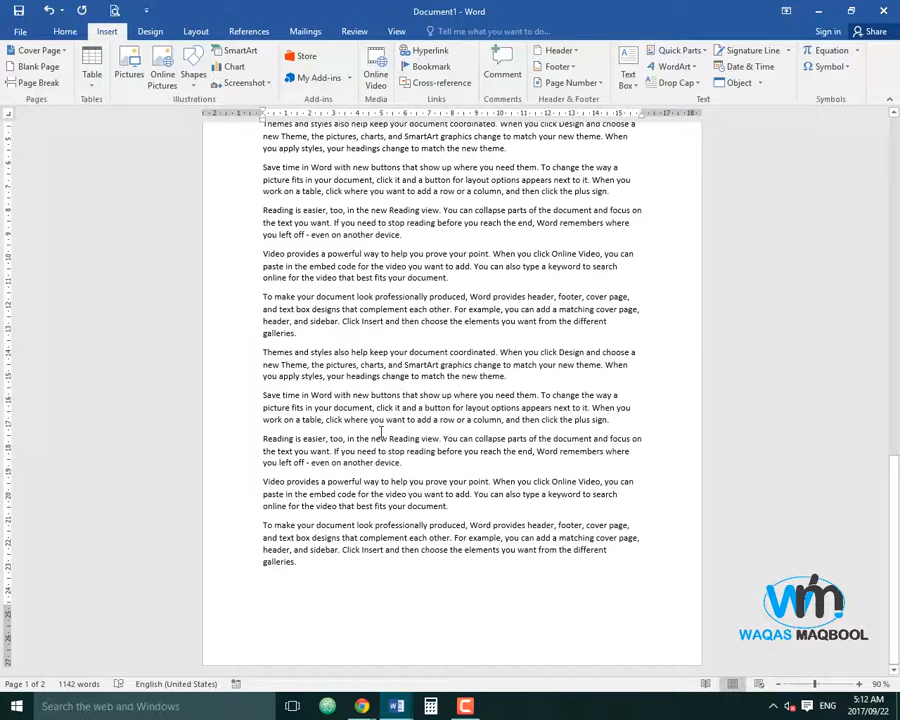 Document1 - Word
Sign in
Share
File
Home
Insert
Design
Layout
References
Mailings
Review
View
Tell me what you want to do...
Cover Page
Blank Page
Page Break
Pages
Table
Tables
Pictures
Online
Pictures
Shapes
SmartArt
Chart
Screenshot
Illustrations
Store
My Add-ins
Add-ins
Online
Video
Media
Hyperlink
Bookmark
Cross-reference
Links
Comment
Comments
Header
Footer
Page Number
Header & Footer
Text
Box
Quick Parts
WordArt
Drop Cap
Signature Line
Date & Time
Object
Text
Equation
Symbol
Symbols
Themes and styles also help keep your document coordinated. When you click Design and choose a
new Theme, the pictures, charts, and SmartArt graphics change to match your new theme. When
you apply styles, your headings change to match the new theme.
Save time in Word with new buttons that show up where you need them. To change the way a
picture fits in your document, click it and a button for layout options appears next to it. When you
work on a table, click where you want to add a row or a column, and then click the plus sign.
Reading is easier, too, in the new Reading view. You can collapse parts of the document and focus on
the text you want. If you need to stop reading before you reach the end, Word remembers where
you left off - even on another device.
Video provides a powerful way to help you prove your point. When you click Online Video, you can
paste in the embed code for the video you want to add. You can also type a keyword to search
online for the video that best fits your document.
To make your document look professionally produced, Word provides header, footer, cover page,
and text box designs that complement each other. For example, you can add a matching cover page,
header, and sidebar. Click Insert and then choose the elements you want from the different
galleries.
Themes and styles also help keep your document coordinated. When you click Design and choose a
new Theme, the pictures, charts, and SmartArt graphics change to match your new theme. When
you apply styles, your headings change to match the new theme.
Save time in Word with new buttons that show up where you need them. To change the way a
picture fits in your document, click it and a button for layout options appears next to it. When you
work on a table, click where you want to add a row or a column, and then click the plus sign.
Reading is easier, too, in the new Reading view. You can collapse parts of the document and focus on
the text you want. If you need to stop reading before you reach the end, Word remembers where
you left off - even on another device.
Video provides a powerful way to help you prove your point. When you click Online Video, you can
paste in the embed code for the video you want to add. You can also type a keyword to search
online for the video that best fits your document.
To make your document look professionally produced, Word provides header, footer, cover page,
and text box designs that complement each other. For example, you can add a matching cover page,
header, and sidebar. Click Insert and then choose the elements you want from the different
galleries.
wm
WAQAS MAQBOOL
Page 1 of 2
1142 words
English (United States)
90 %
Search the web and Windows
ENG
5:12 AM
2017/09/22